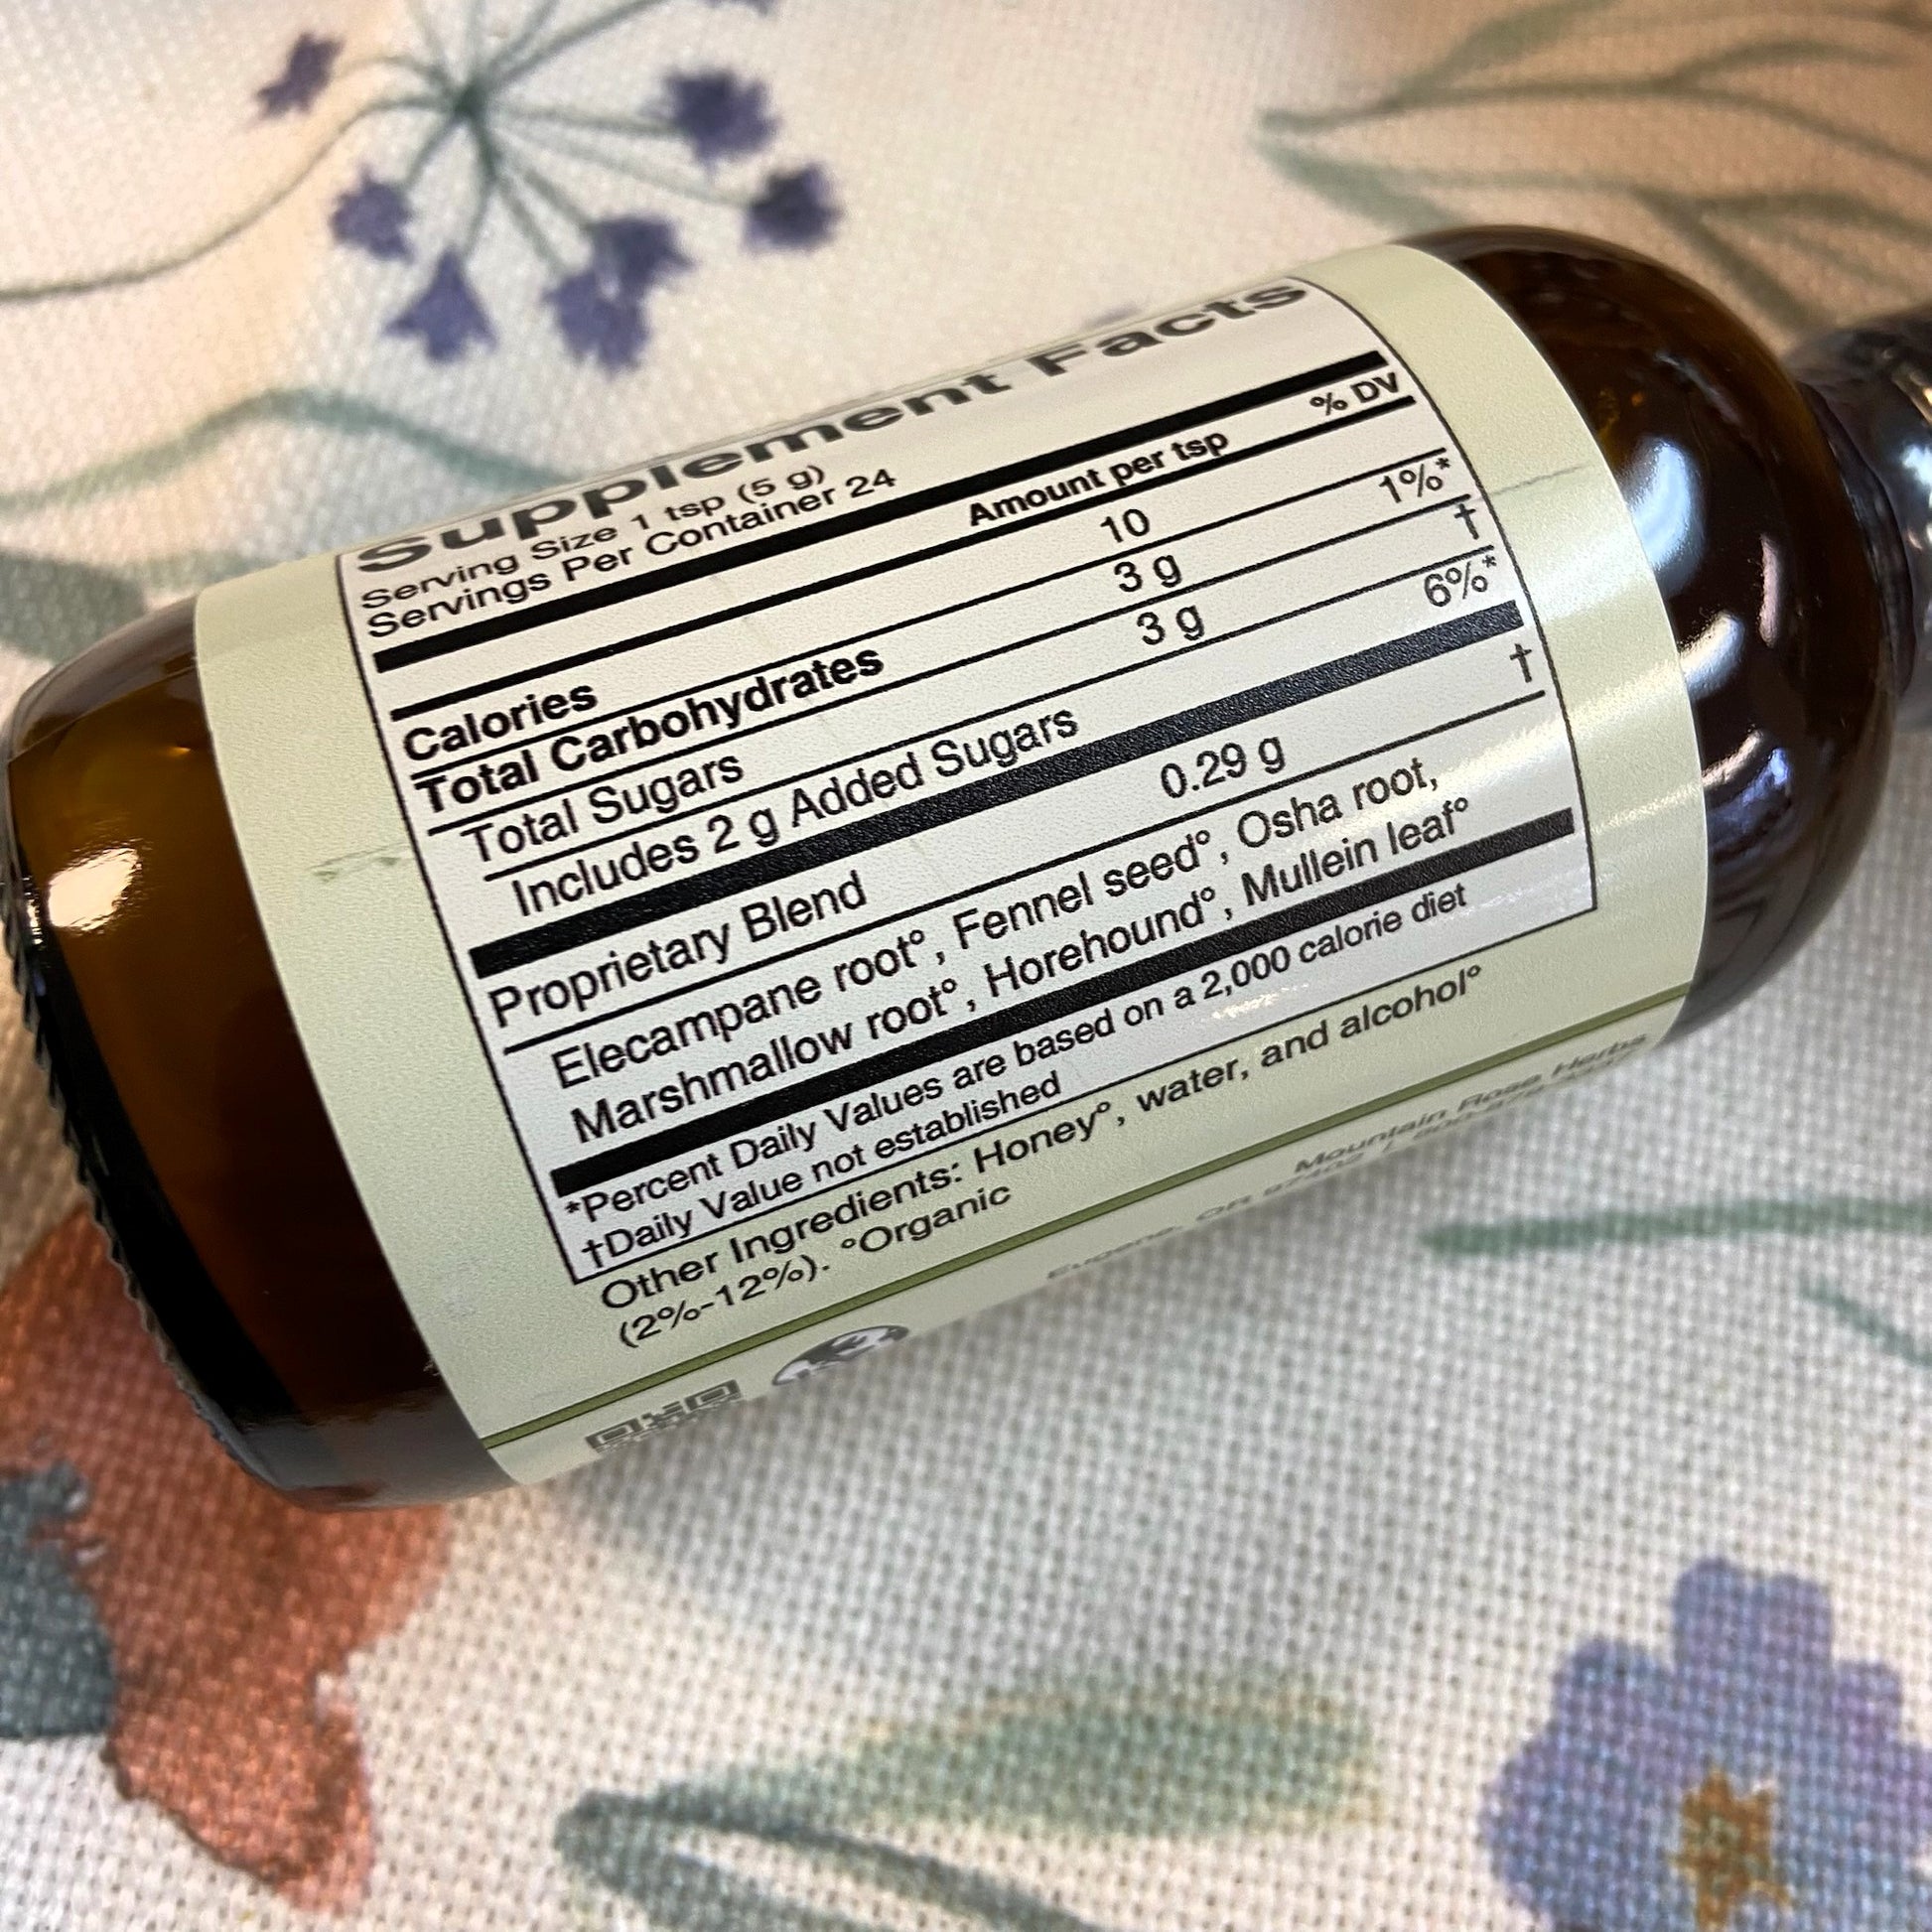 Supplement Facts
Serving Size 1 tsp (5 g)
Servings Per Container 24
Amount per tsp % DV
Calories 10
Total Carbohydrates 3 g 1%*
Total Sugars 3 g †
Includes 2 g Added Sugars 6%*
Proprietary Blend 0.29 g †
Elecampane root°, Fennel seed°, Osha root,
Marshmallow root°, Horehound°, Mullein leaf°
*Percent Daily Values are based on a 2,000 calorie diet
†Daily Value not established
Other Ingredients: Honey°, water, and alcohol°
(2%-12%). °Organic
Mountain Rose Herbs
Eugene, OR 97402 |